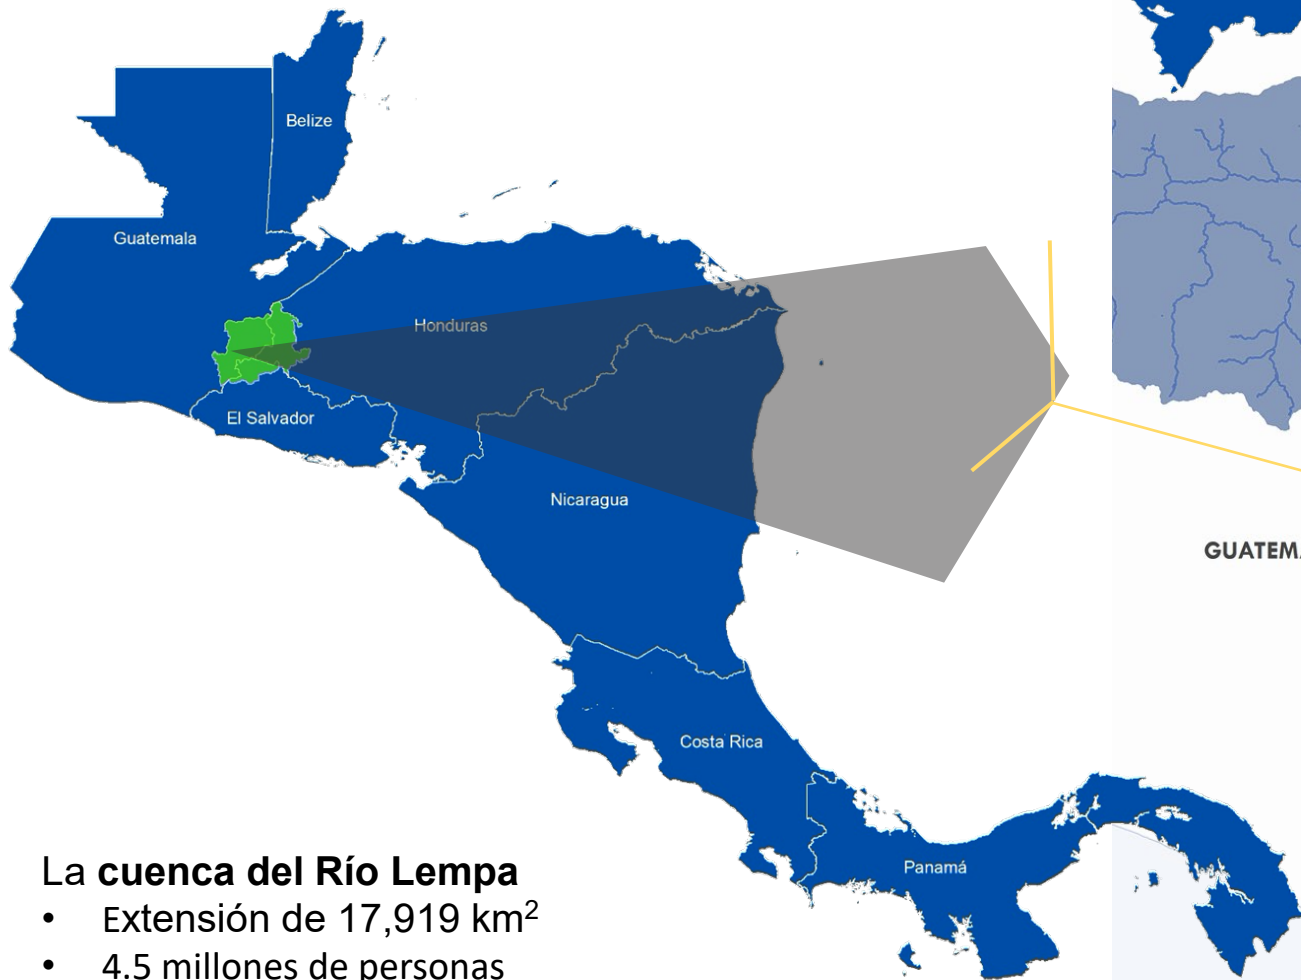 Belize
Guatemala
Honduras
El Salvador
Nicaragua
GUATEM
Costa Rica
Panamá
La cuenca del Río Lempa
• Extensión de 17,919 km²
• 4.5 millones de personas